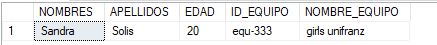 NOMBRES APELLIDOS EDAD ID_EQUIPO NOMBRE_EQUIPO
1 Sandra Solis 20 equ-333 girls unifranz